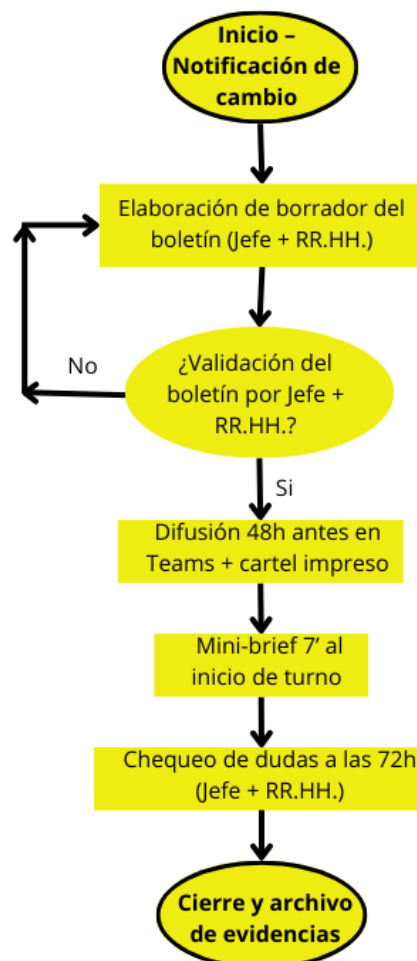 Inicio –
Notificación de
cambio
Elaboración de borrador del
boletín (Jefe + RR.HH.)
¿Validación del
boletín por Jefe +
RR.HH.?
No
Si
Difusión 48h antes en
Teams + cartel impreso
Mini-brief 7’ al
inicio de turno
Chequeo de dudas a las 72h
(Jefe + RR.HH.)
Cierre y archivo
de evidencias